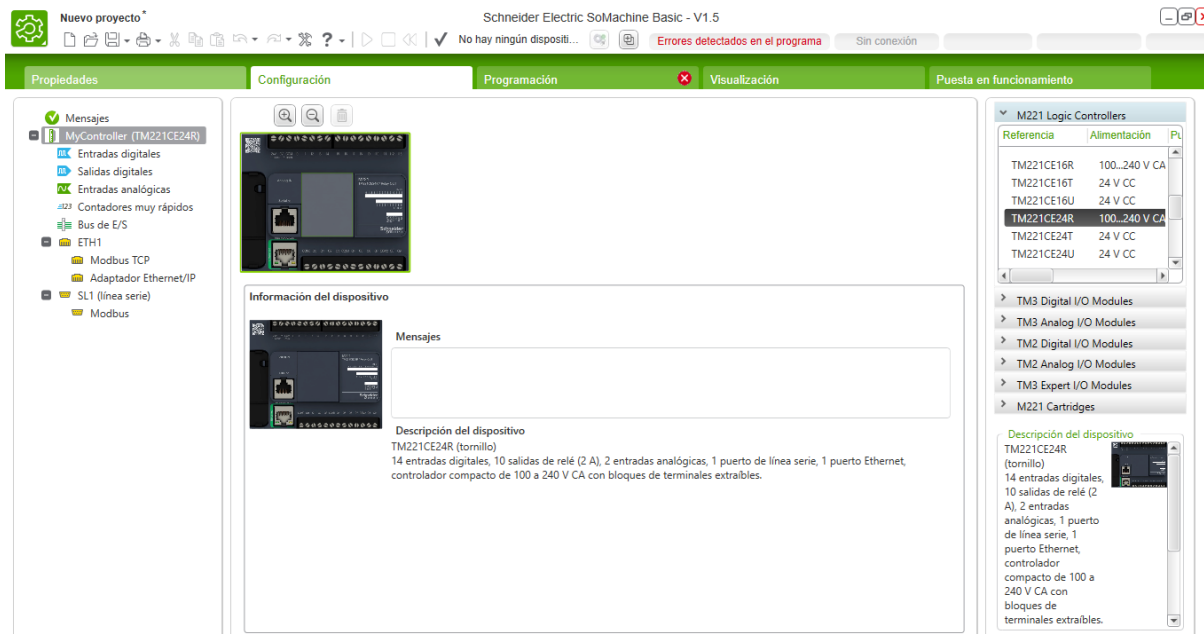 Nuevo proyecto*
Schneider Electric SoMachine Basic - V1.5
No hay ningún dispositi...
Errores detectados en el programa
Sin conexión
Propiedades
Configuración
Programación
Visualización
Puesta en funcionamiento
Mensajes
MyController (TM221CE24R)
Entradas digitales
Salidas digitales
Entradas analógicas
Contadores muy rápidos
Bus de E/S
ETH1
Modbus TCP
Adaptador Ethernet/IP
SL1 (línea serie)
Modbus
Información del dispositivo
Mensajes
Descripción del dispositivo
TM221CE24R (tornillo)
14 entradas digitales, 10 salidas de relé (2 A), 2 entradas analógicas, 1 puerto de línea serie, 1 puerto Ethernet,
controlador compacto de 100 a 240 V CA con bloques de terminales extraíbles.
M221 Logic Controllers
Referencia Alimentación Pu
TM221CE16R 100...240 V CA
TM221CE16T 24 V CC
TM221CE16U 24 V CC
TM221CE24R 100...240 V CA
TM221CE24T 24 V CC
TM221CE24U 24 V CC
TM3 Digital I/O Modules
TM3 Analog I/O Modules
TM2 Digital I/O Modules
TM2 Analog I/O Modules
TM3 Expert I/O Modules
M221 Cartridges
Descripción del dispositivo
TM221CE24R
(tornillo)
14 entradas digitales,
10 salidas de relé (2
A), 2 entradas
analógicas, 1 puerto
de línea serie, 1
puerto Ethernet,
controlador
compacto de 100 a
240 V CA con
bloques de
terminales extraíbles.